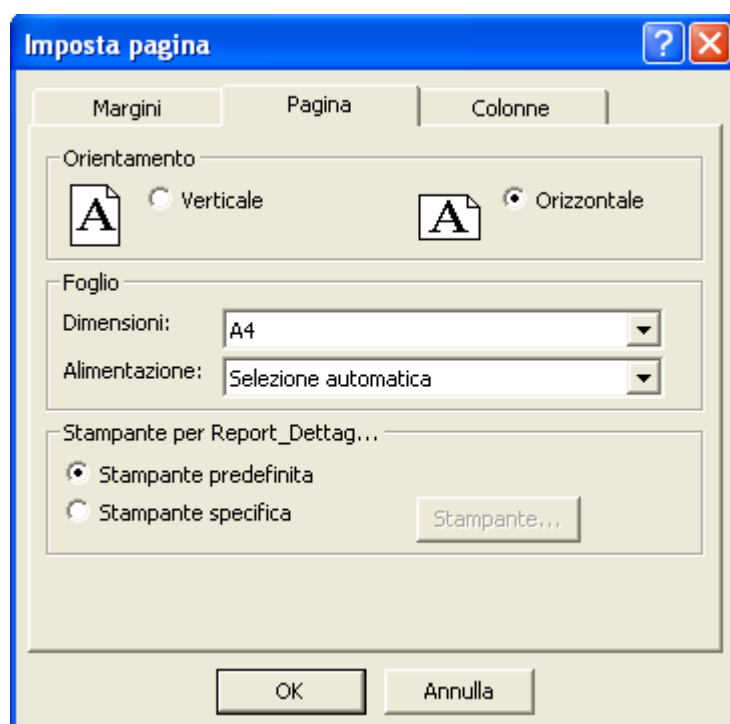 Imposta pagina
Margini Pagina Colonne
Orientamento
A Verticale A Orizzontale
Foglio
Dimensioni: A4
Alimentazione: Selezione automatica
Stampante per Report_Dettag...
Stampante predefinita
Stampante specifica Stampante...
OK Annulla